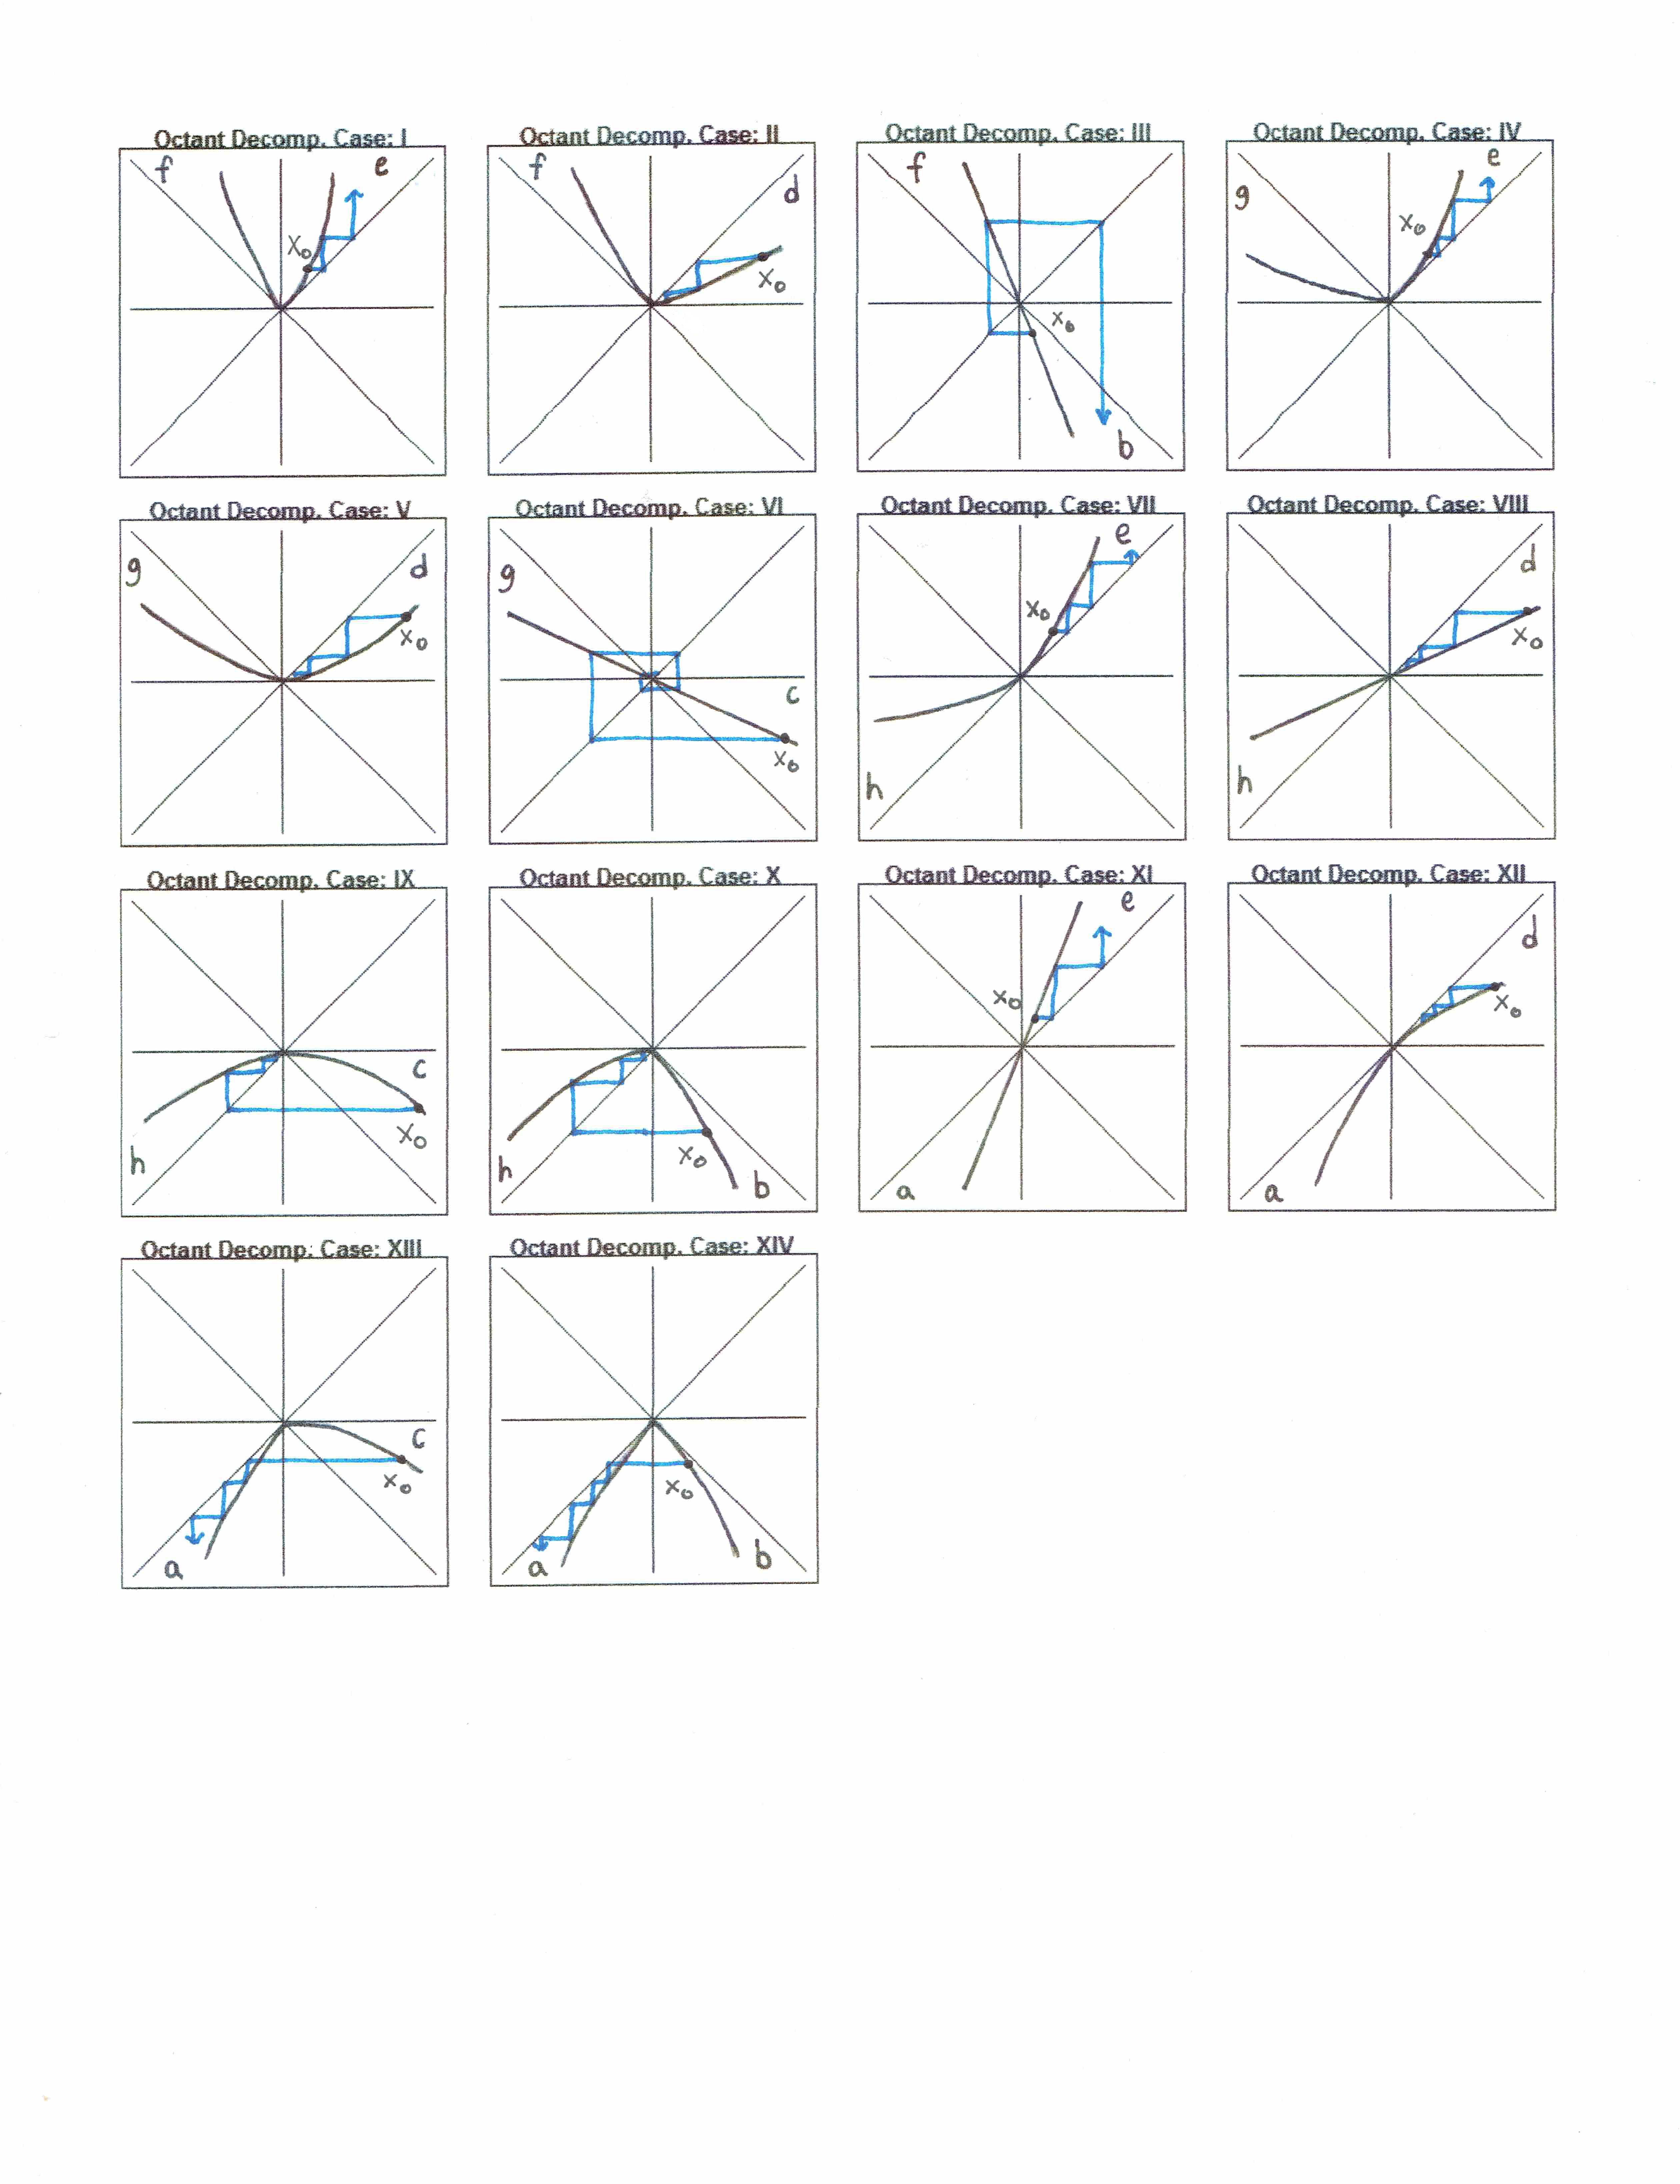 Octant Decomp. Case: I
f e
x₀
Octant Decomp. Case: II
f d
x₀
Octant Decomp. Case: III
f
x₀
b
Octant Decomp. Case: IV
e
g
x₀
Octant Decomp. Case: V
g d
x₀
Octant Decomp. Case: VI
g
c
x₀
Octant Decomp. Case: VII
e
x₀
h
Octant Decomp. Case: VIII
d
x₀
h
Octant Decomp. Case: IX
c
x₀
h
Octant Decomp. Case: X
x₀
h b
Octant Decomp. Case: XI
e
x₀
a
Octant Decomp. Case: XII
d
x₀
a
Octant Decomp. Case: XIII
c
x₀
a
Octant Decomp. Case: XIV
x₀
a b